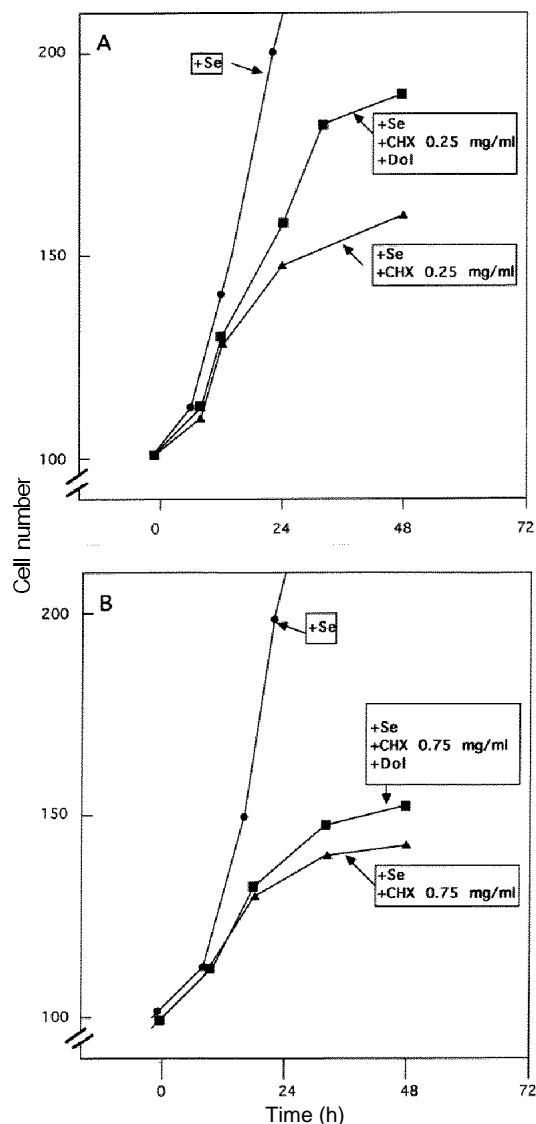 A
210
+Se
+Se
+CHX 0.25 mg/ml
+Dol
150
+Se
+CHX 0.25 mg/ml
100
0 24 48 72
Cell number
B
200
+Se
+Se
+CHX 0.75 mg/ml
+Dol
150
+Se
+CHX 0.75 mg/ml
100
0 24 48 72
Time (h)